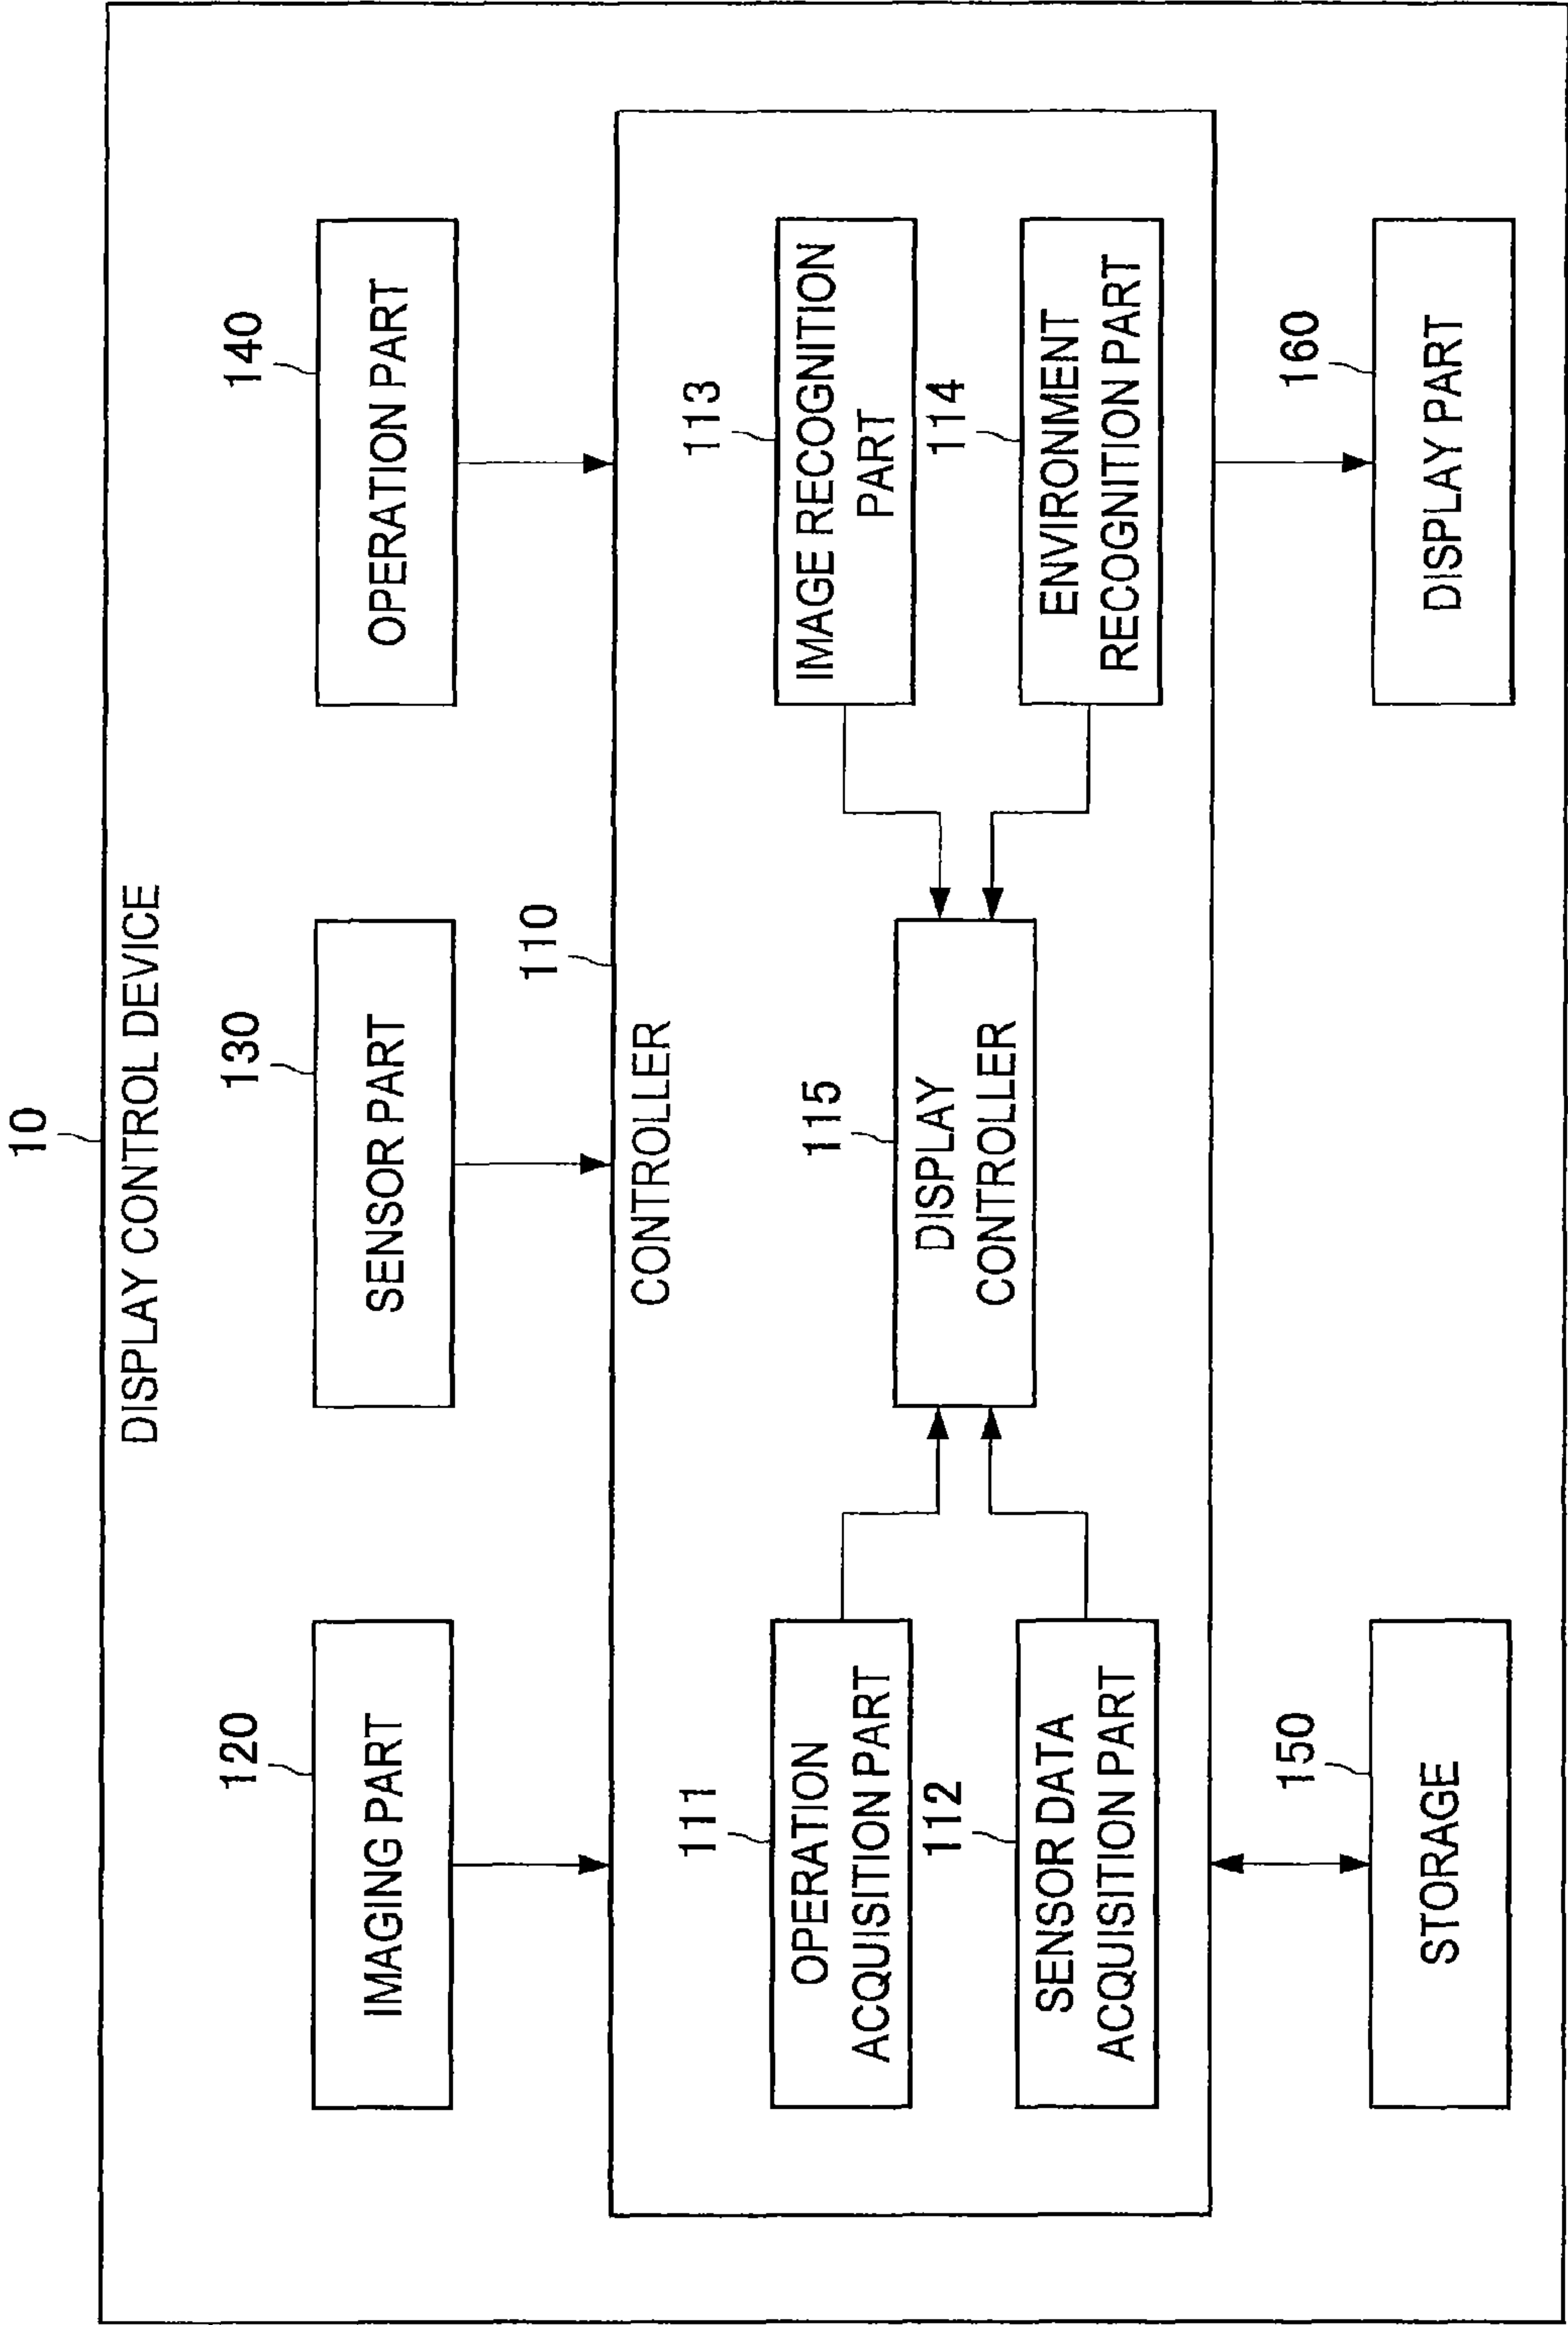 10
DISPLAY CONTROL DEVICE
120
IMAGING PART
130
SENSOR PART
140
OPERATION PART
110
CONTROLLER
111
OPERATION
ACQUISITION PART
112
SENSOR DATA
ACQUISITION PART
115
DISPLAY
CONTROLLER
113
IMAGE RECOGNITION
PART
114
ENVIRONMENT
RECOGNITION PART
150
STORAGE
160
DISPLAY PART